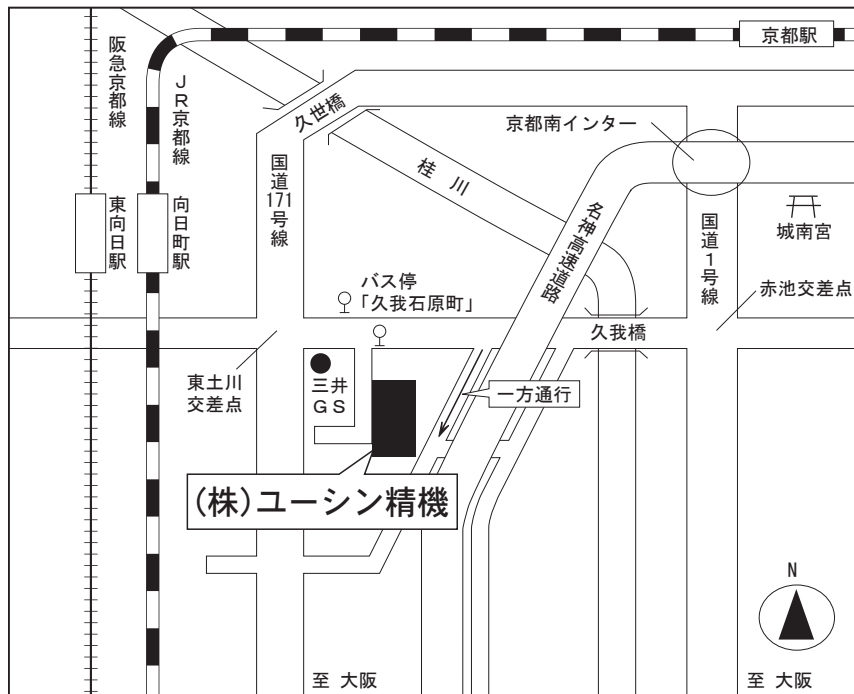 京都駅
阪急京都線
JR京都線
久世橋
京都南インター
国道171号線
桂川
名神高速道路
国道1号線
城南宮
東向日駅
向日町駅
バス停
「久我石原町」
赤池交差点
久我橋
東土川
交差点
三井
GS
一方通行
(株)ユーシン精機
N
至 大阪
至 大阪